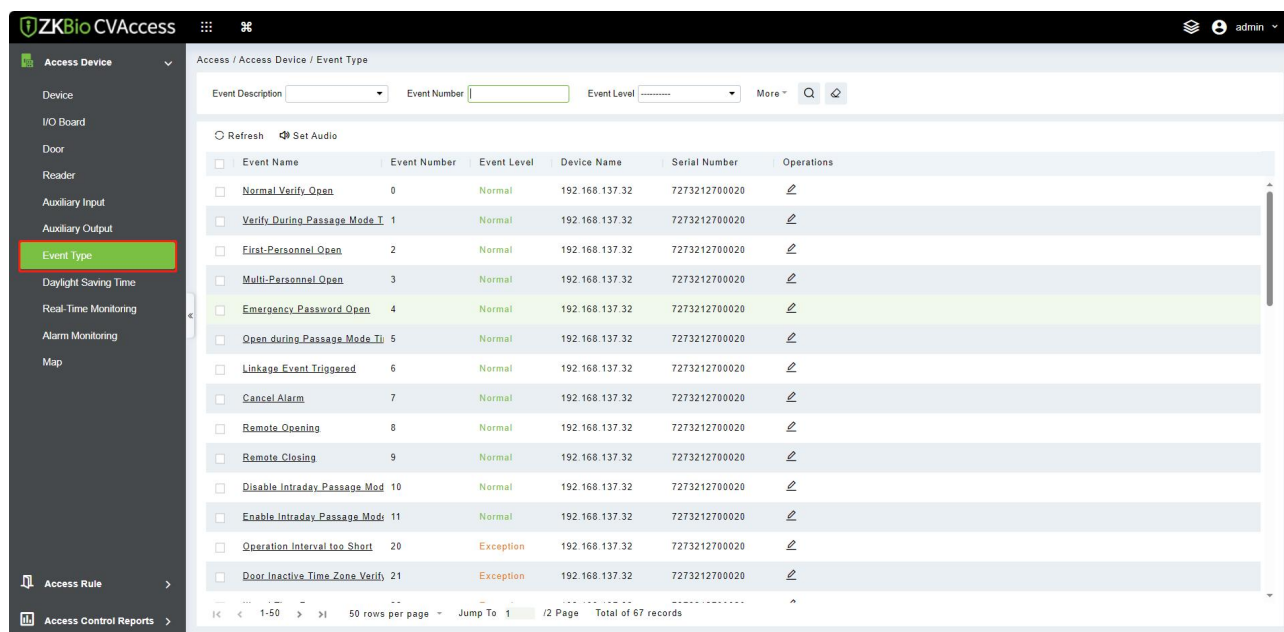 ZKBio CVAccess admin
Access Device
Device
I/O Board
Door
Reader
Auxiliary Input
Auxiliary Output
Event Type
Daylight Saving Time
Real-Time Monitoring
Alarm Monitoring
Map
Access Rule
Access Control Reports
Access / Access Device / Event Type
Event Description Event Number Event Level ---------- More
Refresh Set Audio
Event Name Event Number Event Level Device Name Serial Number Operations
Normal Verify Open 0 Normal 192.168.137.32 7273212700020
Verify During Passage Mode T 1 Normal 192.168.137.32 7273212700020
First-Personnel Open 2 Normal 192.168.137.32 7273212700020
Multi-Personnel Open 3 Normal 192.168.137.32 7273212700020
Emergency Password Open 4 Normal 192.168.137.32 7273212700020
Open during Passage Mode Ti 5 Normal 192.168.137.32 7273212700020
Linkage Event Triggered 6 Normal 192.168.137.32 7273212700020
Cancel Alarm 7 Normal 192.168.137.32 7273212700020
Remote Opening 8 Normal 192.168.137.32 7273212700020
Remote Closing 9 Normal 192.168.137.32 7273212700020
Disable Intraday Passage Mod 10 Normal 192.168.137.32 7273212700020
Enable Intraday Passage Mode 11 Normal 192.168.137.32 7273212700020
Operation Interval too Short 20 Exception 192.168.137.32 7273212700020
Door Inactive Time Zone Verify 21 Exception 192.168.137.32 7273212700020
1-50 50 rows per page Jump To 1 /2 Page Total of 67 records